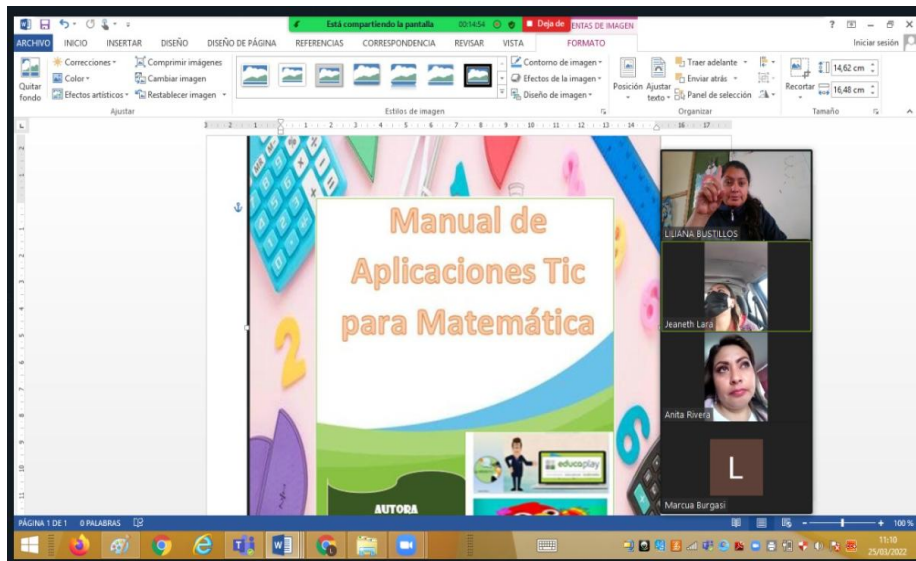 Está compartiendo la pantalla 00:14:54 Deja de ENTAS DE IMAGEN
ARCHIVO INICIO INSERTAR DISEÑO DISEÑO DE PÁGINA REFERENCIAS CORRESPONDENCIA REVISAR VISTA FORMATO Iniciar sesión
Quitar fondo
Correcciones
Color
Efectos artísticos
Comprimir imágenes
Cambiar imagen
Restablecer imagen
Ajustar
Estilos de imagen
Contorno de imagen
Efectos de la imagen
Diseño de imagen
Posición
Ajustar texto
Traer adelante
Enviar atrás
Panel de selección
Organizar
Recortar
14,62 cm
16,48 cm
Tamaño
Manual de
Aplicaciones Tic
para Matemática
educaplay
AUTORA
LILIANA BUSTILLOS
Jeaneth Lara
Anita Rivera
L
Marcua Burgasi
PÁGINA 1 DE 1 0 PALABRAS 100 %
11:10
25/03/2022